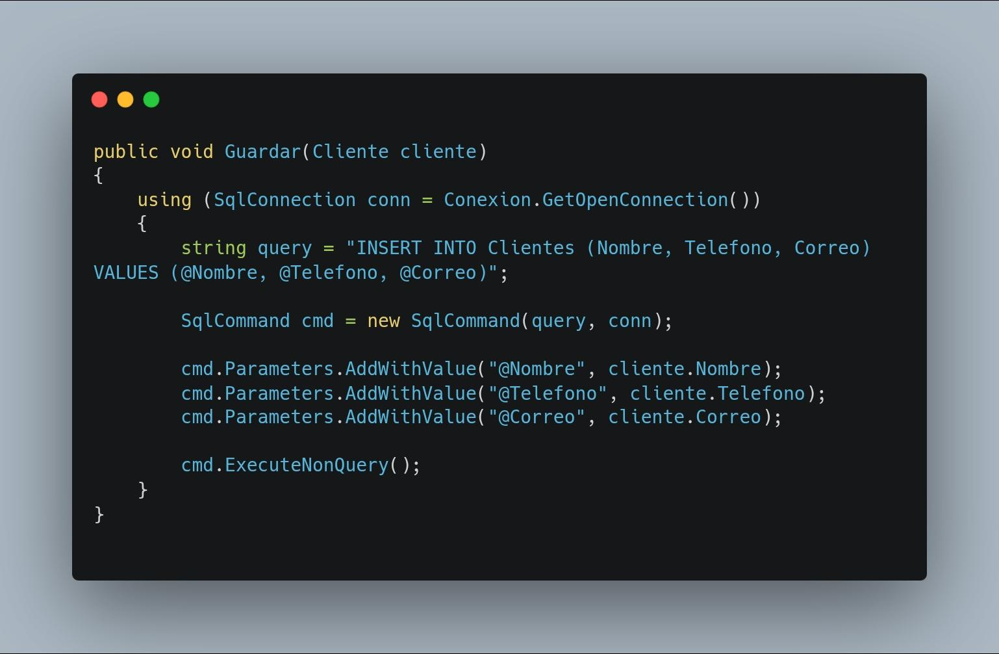 public void Guardar(Cliente cliente)
{
    using (SqlConnection conn = Conexion.GetOpenConnection())
    {
        string query = "INSERT INTO Clientes (Nombre, Telefono, Correo)
VALUES (@Nombre, @Telefono, @Correo)";
        SqlCommand cmd = new SqlCommand(query, conn);
        cmd.Parameters.AddWithValue("@Nombre", cliente.Nombre);
        cmd.Parameters.AddWithValue("@Telefono", cliente.Telefono);
        cmd.Parameters.AddWithValue("@Correo", cliente.Correo);
        cmd.ExecuteNonQuery();
    }
}